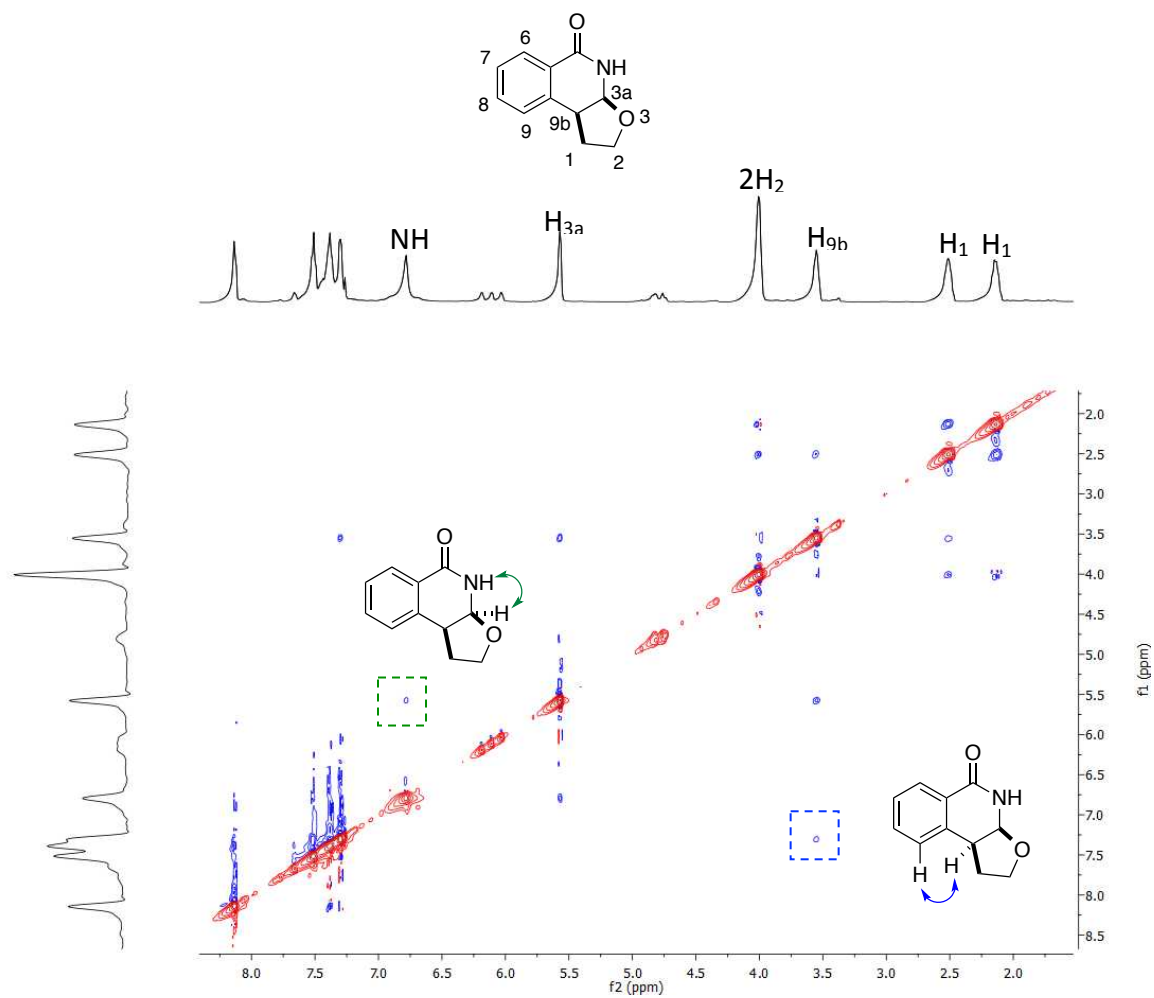 O
6
7
NH
3a
8
O
3
9b
9
1
2
2H₂
NH
H₃ₐ
H₉b
H₁
H₁
O
NH
H
O
O
NH
O
H
H
2.0
2.5
3.0
3.5
4.0
4.5
5.0
5.5
6.0
6.5
7.0
7.5
8.0
8.5
f1 (ppm)
8.0 7.5 7.0 6.5 6.0 5.5 5.0 4.5 4.0 3.5 3.0 2.5 2.0
f2 (ppm)